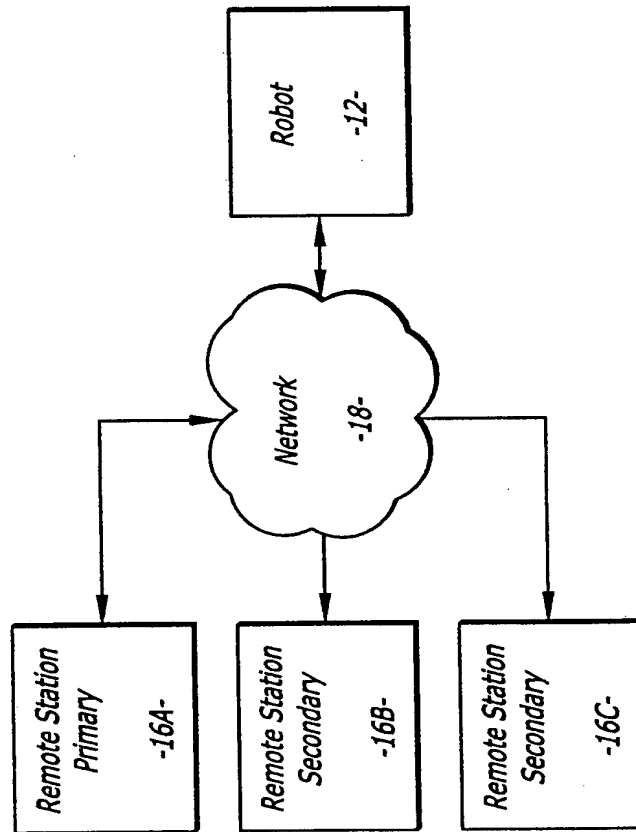 Robot
-12-
Network
-18-
Remote Station
Primary
-16A-
Remote Station
Secondary
-16B-
Remote Station
Secondary
-16C-